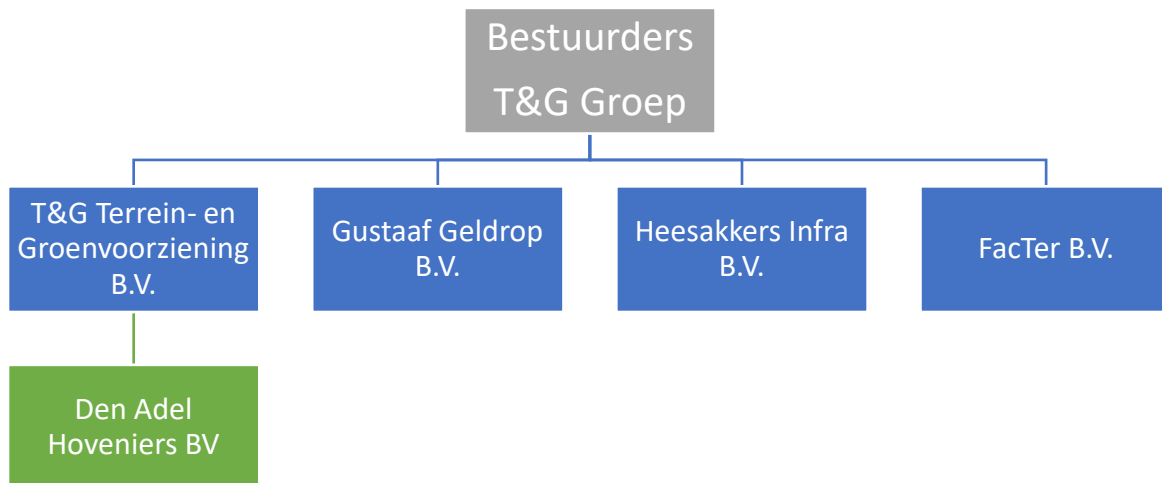 Bestuurders
T&G Groep
T&G Terrein- en
Groenvoorziening
B.V.
Gustaaf Geldrop
B.V.
Heesakkers Infra
B.V.
FacTer B.V.
Den Adel
Hoveniers BV